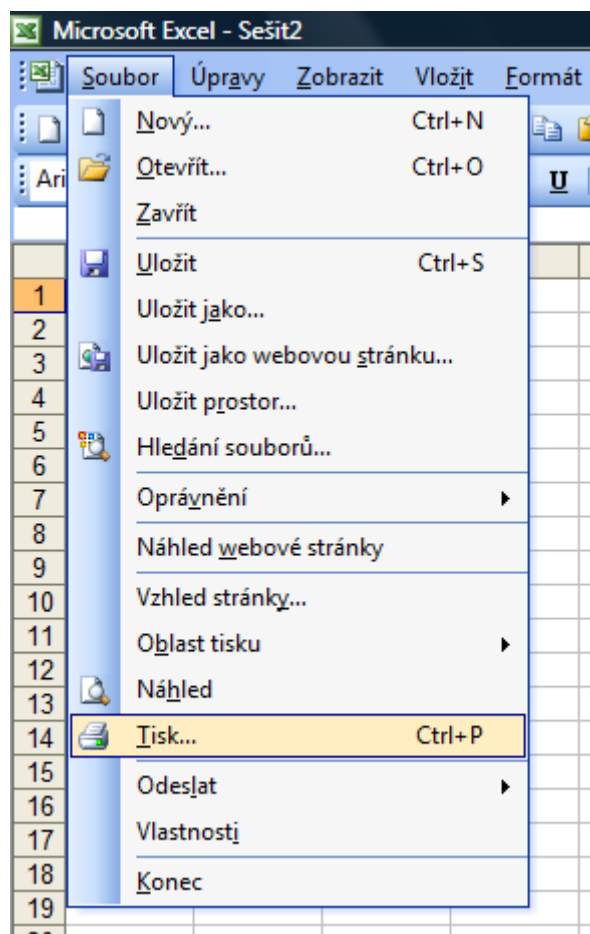 Microsoft Excel - Sešit2
Soubor Úpravy Zobrazit Vložit Formát
Nový... Ctrl+N
Otevřít... Ctrl+O
Ari U
Zavřít
Uložit Ctrl+S
1
Uložit jako...
2
3 Uložit jako webovou stránku...
4 Uložit prostor...
5
Hledání souborů...
6
7 Oprávnění
8
Náhled webové stránky
9
10 Vzhled stránky...
11 Oblast tisku
12
Náhled
13
14 Tisk... Ctrl+P
15
Odeslat
16
17 Vlastnosti
18 Konec
19